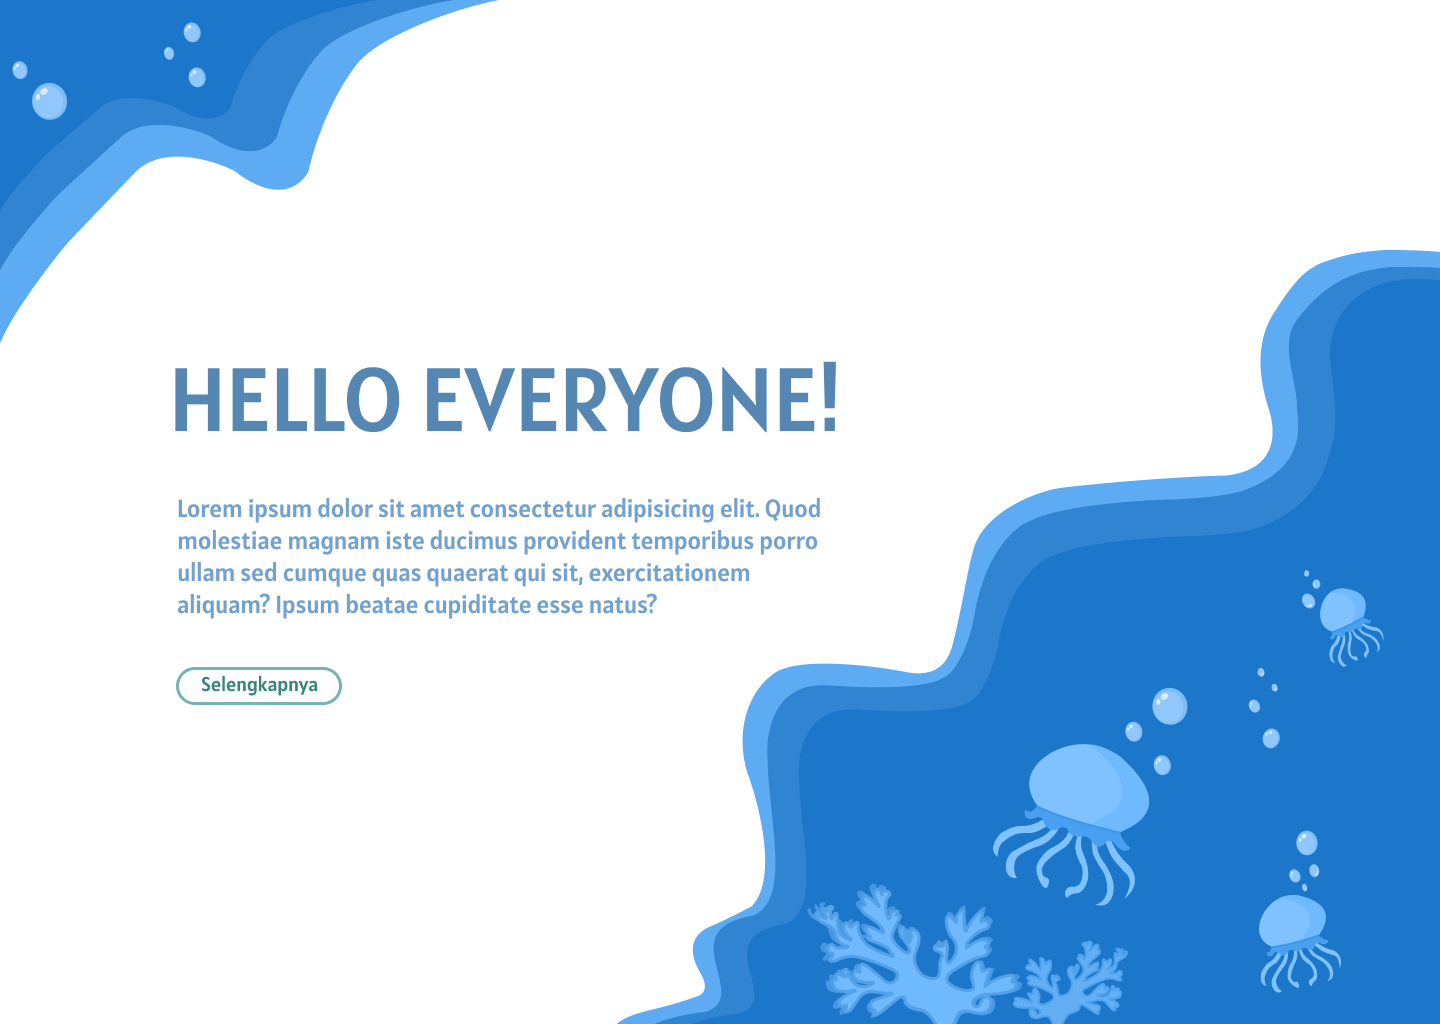 HELLO EVERYONE!
Lorem ipsum dolor sit amet consectetur adipisicing elit. Quod
molestiae magnam iste ducimus provident temporibus porro
ullam sed cumque quas quaerat qui sit, exercitationem
aliquam? Ipsum beatae cupiditate esse natus?
Selengkapnya